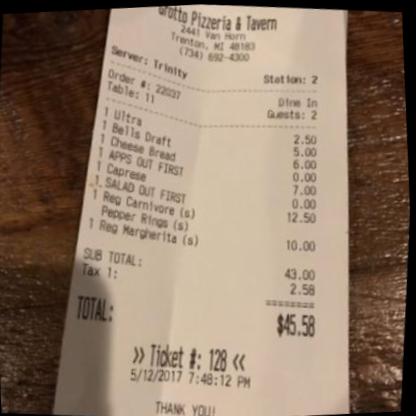 Grotto Pizzeria & Tavern
2441 Van Horn
Trenton, MI 48183
(734) 692-4300
Server: Trinity Station: 2
Order #: 22037 Dine In
Table: 11 Guests: 2
1 Ultra 2.50
1 Bells Draft 5.00
1 Cheese Bread 6.00
1 APPS OUT FIRST 0.00
1 Caprese 7.00
1 SALAD OUT FIRST 0.00
1 Reg Carnivore (s) 12.50
Pepper Rings (s)
1 Reg Margherita (s) 10.00
SUB TOTAL: 43.00
Tax 1: 2.58
========
TOTAL: $45.58
>> Ticket #: 128 <<
5/12/2017 7:48:12 PM
THANK YOU!